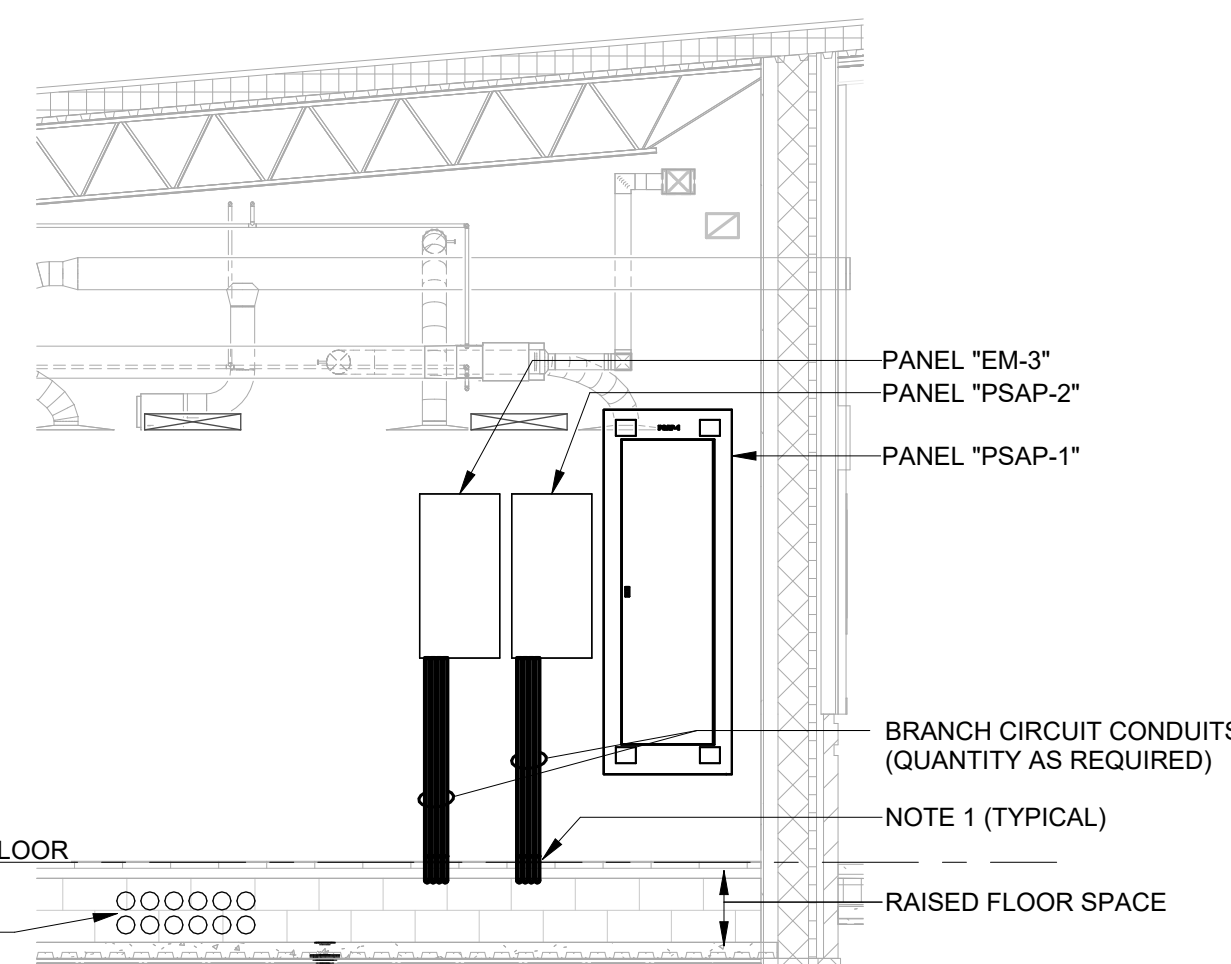 PANEL "EM-3"
PANEL "PSAP-2"
PANEL "PSAP-1"
BRANCH CIRCUIT CONDUITS
(QUANTITY AS REQUIRED)
NOTE 1 (TYPICAL)
LOOR
RAISED FLOOR SPACE